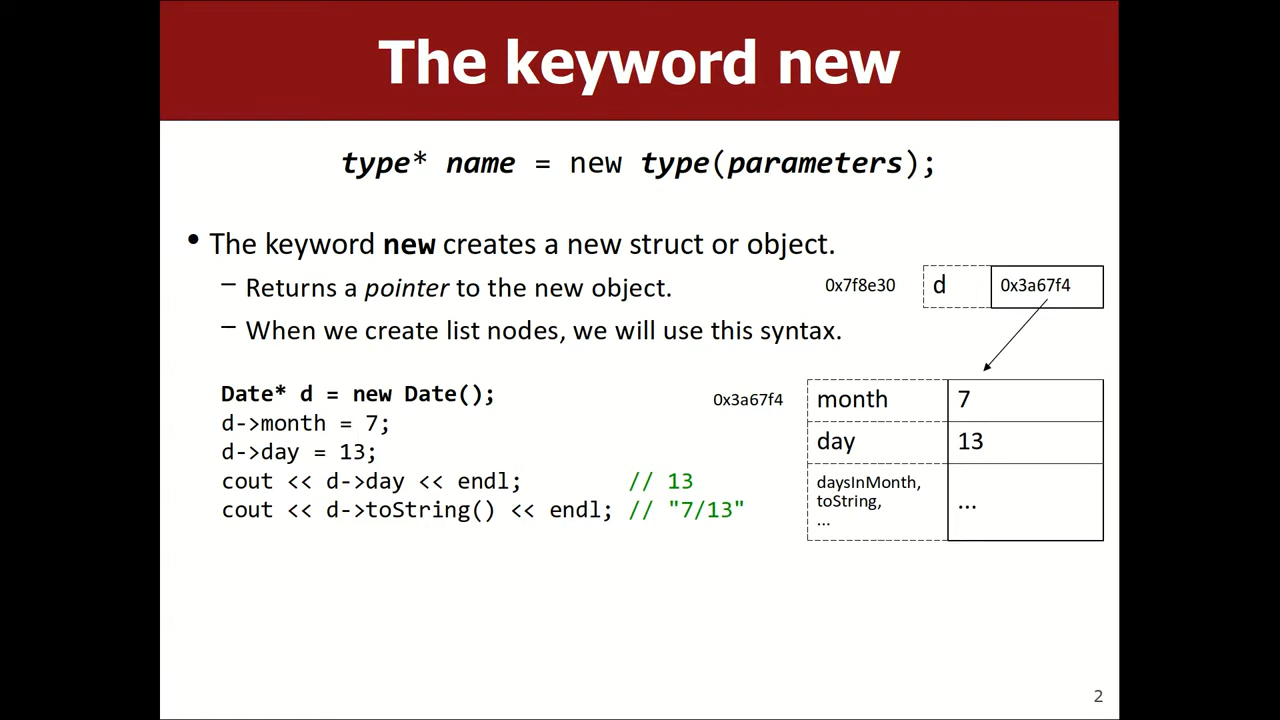 The keyword new
type* name = new type(parameters);
• The keyword new creates a new struct or object.
– Returns a pointer to the new object.
– When we create list nodes, we will use this syntax.
0x7f8e30 d 0x3a67f4
Date* d = new Date();
d->month = 7;
d->day = 13;
cout << d->day << endl; // 13
cout << d->toString() << endl; // "7/13"
0x3a67f4
month 7
day 13
daysInMonth,
toString,
...
...
2